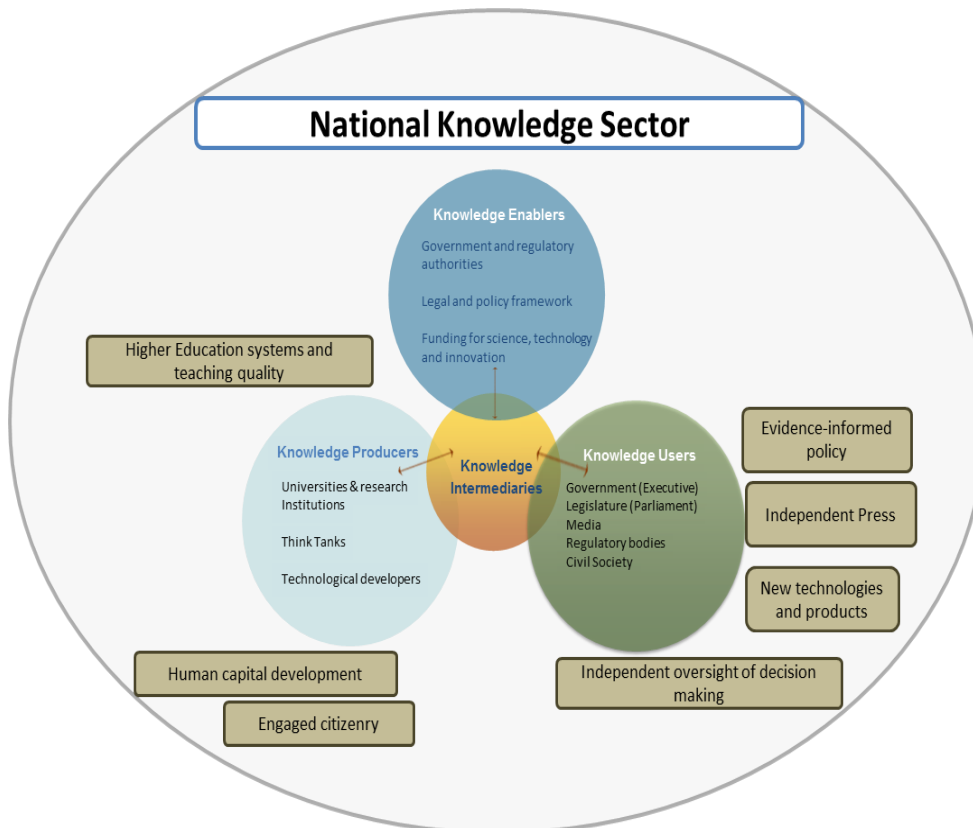 National Knowledge Sector
Knowledge Enablers
Government and regulatory
authorities
Legal and policy framework
Funding for science, technology
and innovation
Higher Education systems and
teaching quality
Knowledge Producers
Universities & research
Institutions
Think Tanks
Technological developers
Knowledge
Intermediaries
Knowledge Users
Government (Executive)
Legislature (Parliament)
Media
Regulatory bodies
Civil Society
Evidence-informed
policy
Independent Press
New technologies
and products
Human capital development
Engaged citizenry
Independent oversight of decision
making